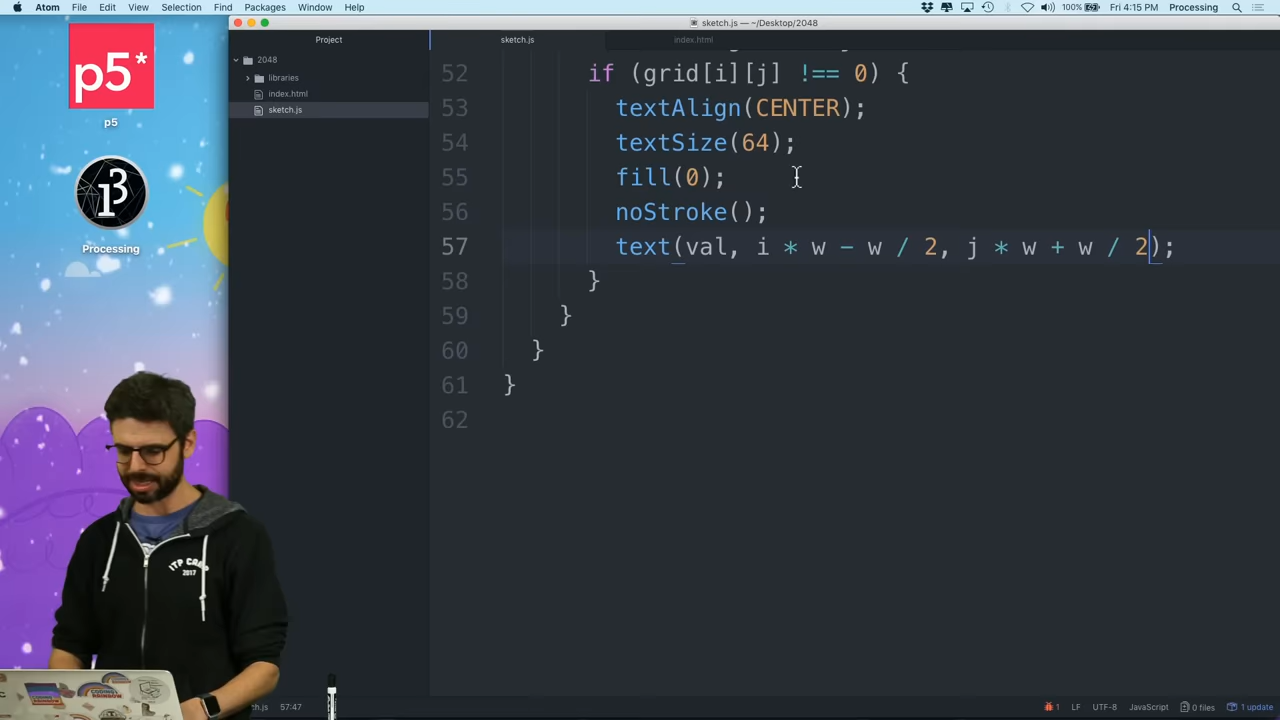 Atom File Edit View Selection Find Packages Window Help
100% Fri 4:15 PM Processing
sketch.js — ~/Desktop/2048
Project
sketch.js
index.html
2048
libraries
index.html
sketch.js
p5*
p5
Processing
52 if (grid[i][j] !== 0) {
53 textAlign(CENTER);
54 textSize(64);
55 fill(0);
56 noStroke();
57 text(val, i * w - w / 2, j * w + w / 2);
58 }
59 }
60 }
61 }
62
ITP CAMP
2017
57:47
1 LF UTF-8 JavaScript 0 files 1 update